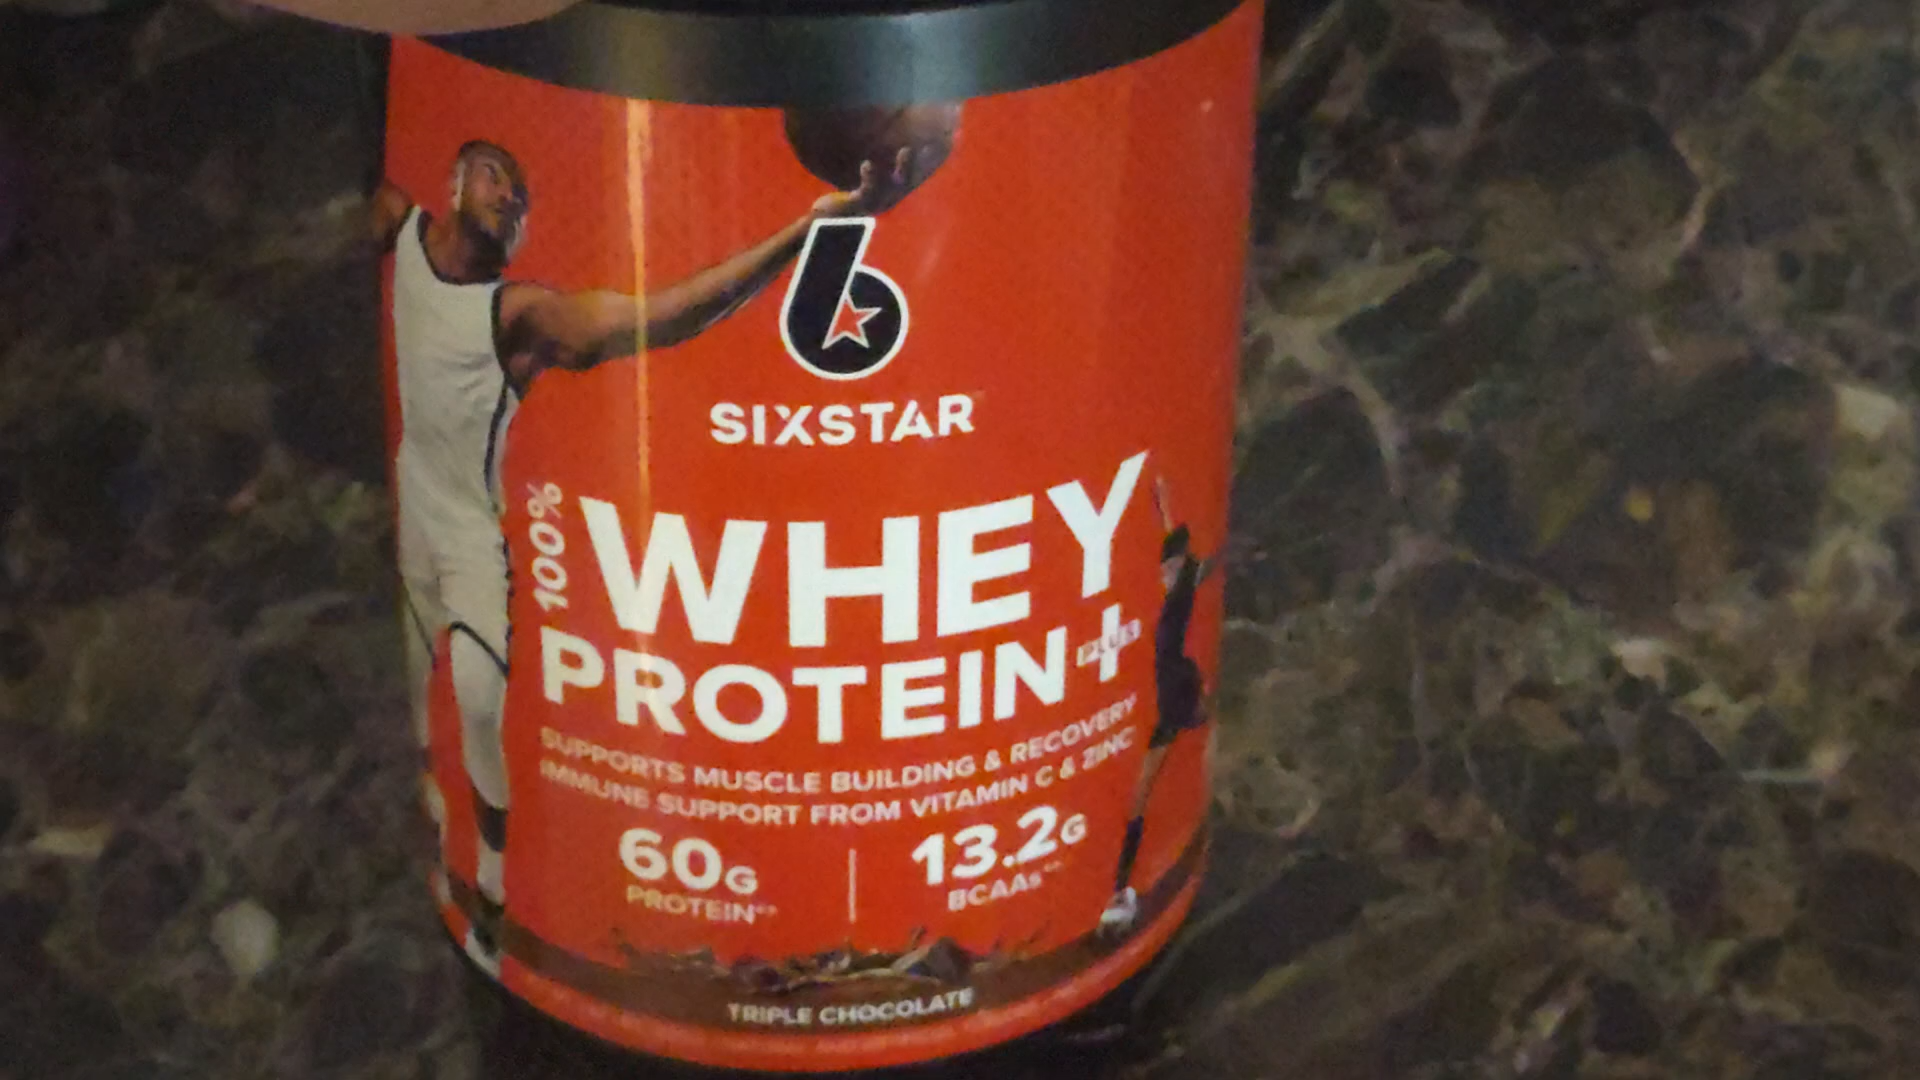 SIXSTAR
100%
WHEY
PROTEIN+
PLUS
SUPPORTS MUSCLE BUILDING & RECOVERY
IMMUNE SUPPORT FROM VITAMIN C & ZINC
60G
PROTEIN**
13.2G
BCAAs**
TRIPLE CHOCOLATE